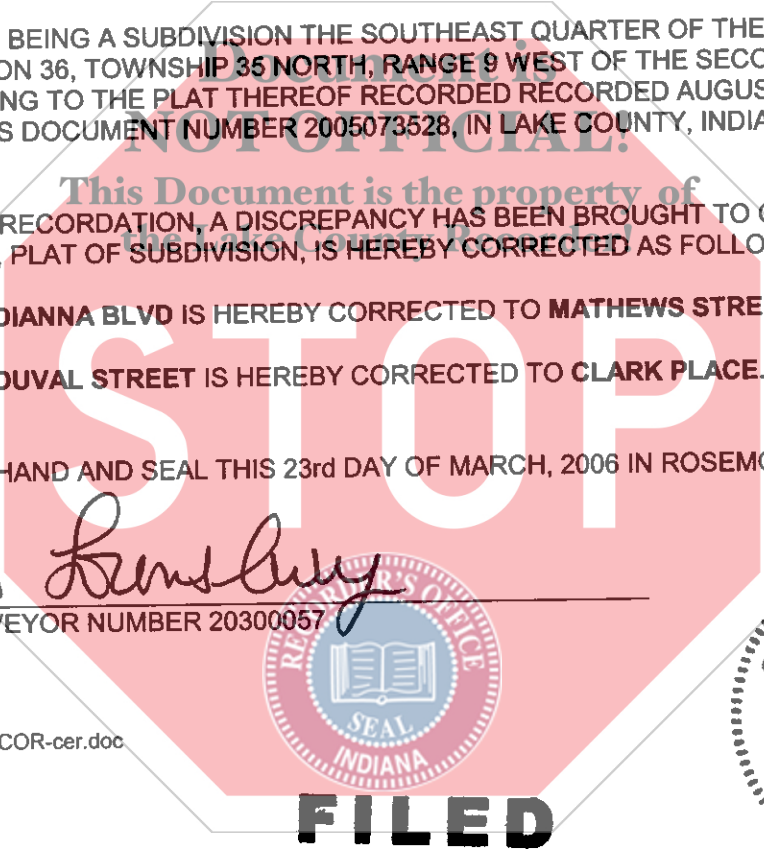 BEING A SUBDIVISION THE SOUTHEAST QUARTER OF THE
ON 36, TOWNSHIP 35 NORTH, RANGE 9 WEST OF THE SECO
Document is
NG TO THE PLAT THEREOF RECORDED RECORDED AUGUS
S DOCUMENT NUMBER 2005073528, IN LAKE COUNTY, INDIA
NOT OFFICIAL!
This Document is the property of
RECORDATION, A DISCREPANCY HAS BEEN BROUGHT TO
the Lake County Recorder!
PLAT OF SUBDIVISION, IS HEREBY CORRECTED AS FOLLO
DIANNA BLVD IS HEREBY CORRECTED TO MATHEWS STRE
STOP
DUVAL STREET IS HEREBY CORRECTED TO CLARK PLACE.
HAND AND SEAL THIS 23rd DAY OF MARCH, 2006 IN ROSEMO
VEYOR NUMBER 20300057
RECORDER'S OFFICE
SEAL
INDIANA
COR-cer.doc
FILED